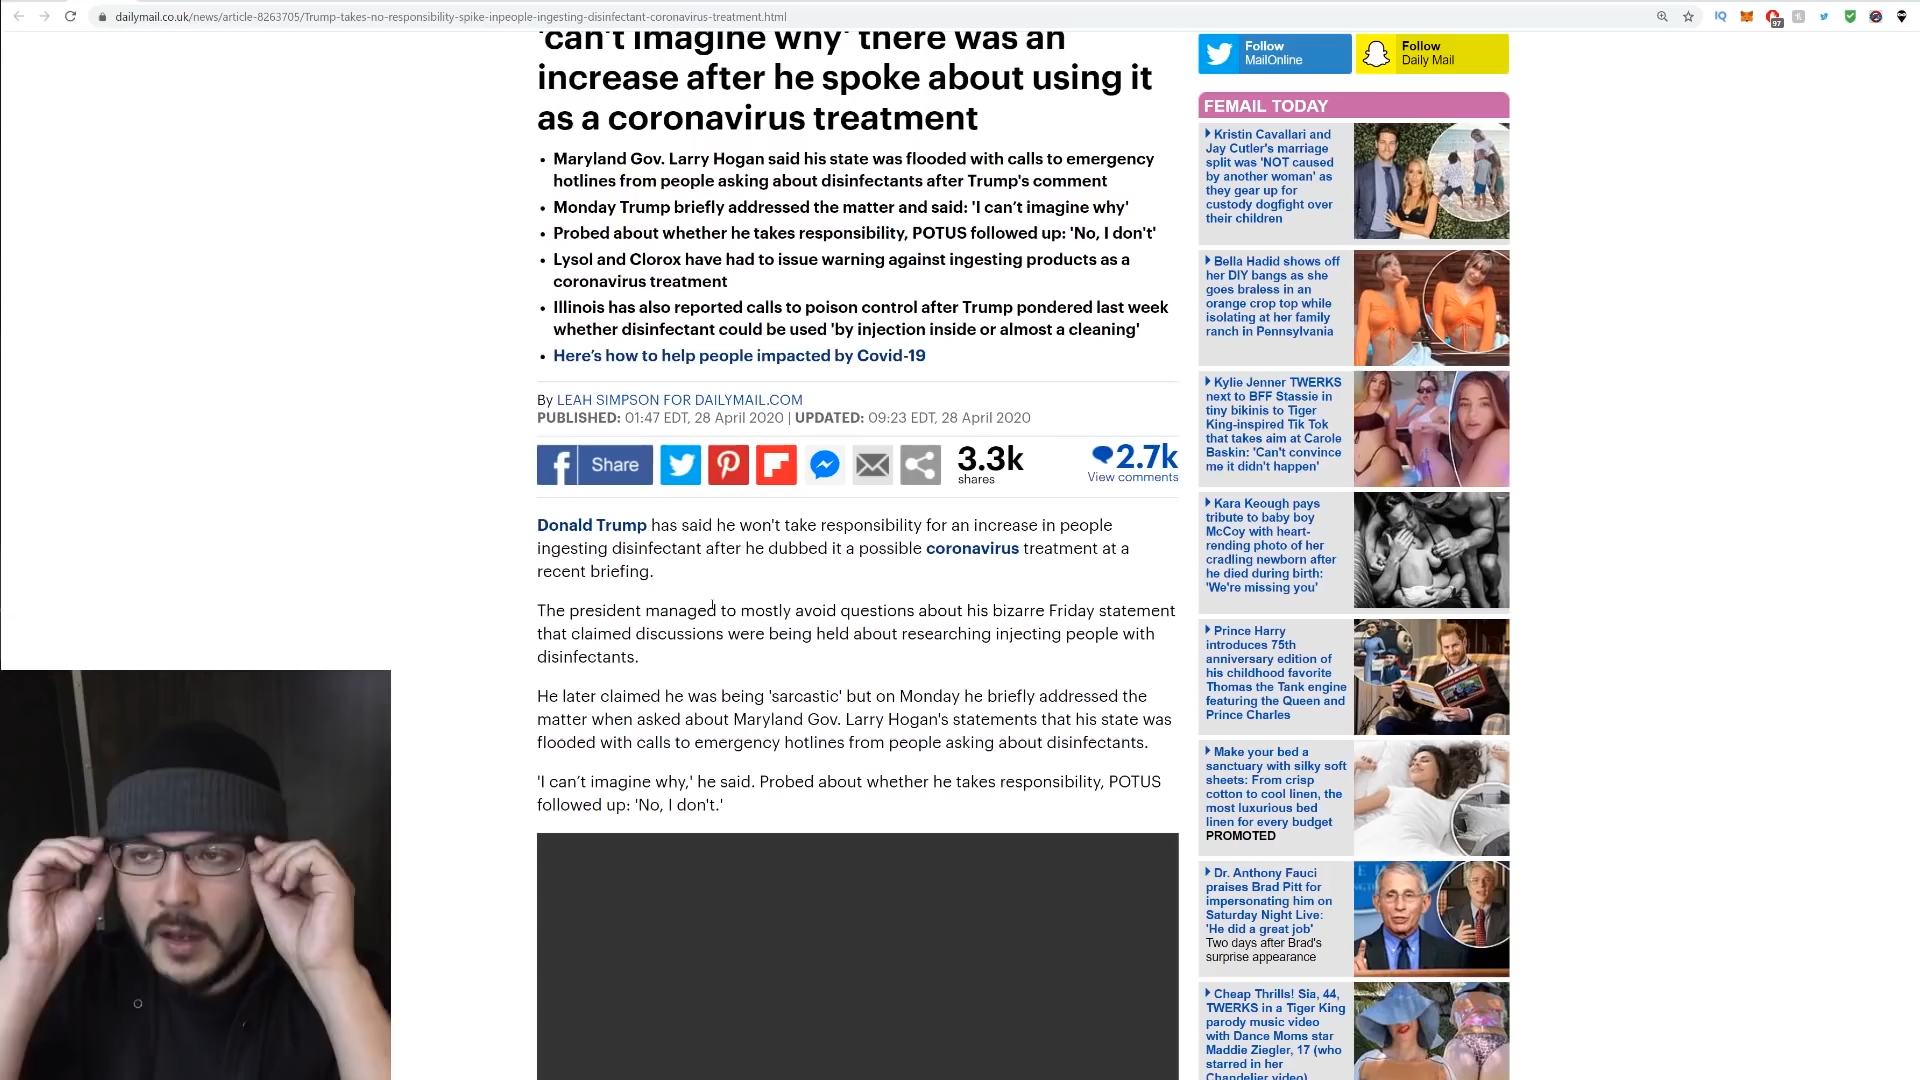 dailymail.co.uk/news/article-8263705/Trump-takes-no-responsibility-spike-inpeople-ingesting-disinfectant-coronavirus-treatment.html
97
'can't imagine why' there was an
increase after he spoke about using it
as a coronavirus treatment
• Maryland Gov. Larry Hogan said his state was flooded with calls to emergency
hotlines from people asking about disinfectants after Trump's comment
• Monday Trump briefly addressed the matter and said: 'I can’t imagine why'
• Probed about whether he takes responsibility, POTUS followed up: 'No, I don't'
• Lysol and Clorox have had to issue warning against ingesting products as a
coronavirus treatment
• Illinois has also reported calls to poison control after Trump pondered last week
whether disinfectant could be used 'by injection inside or almost a cleaning'
• Here’s how to help people impacted by Covid-19
By LEAH SIMPSON FOR DAILYMAIL.COM
PUBLISHED: 01:47 EDT, 28 April 2020 | UPDATED: 09:23 EDT, 28 April 2020
Share
3.3k
shares
2.7k
View comments
Donald Trump has said he won't take responsibility for an increase in people
ingesting disinfectant after he dubbed it a possible coronavirus treatment at a
recent briefing.
The president managed to mostly avoid questions about his bizarre Friday statement
that claimed discussions were being held about researching injecting people with
disinfectants.
He later claimed he was being 'sarcastic' but on Monday he briefly addressed the
matter when asked about Maryland Gov. Larry Hogan's statements that his state was
flooded with calls to emergency hotlines from people asking about disinfectants.
'I can’t imagine why,' he said. Probed about whether he takes responsibility, POTUS
followed up: 'No, I don't.'
Follow
MailOnline
Follow
Daily Mail
FEMAIL TODAY
Kristin Cavallari and
Jay Cutler's marriage
split was 'NOT caused
by another woman' as
they gear up for
custody dogfight over
their children
Bella Hadid shows off
her DIY bangs as she
goes braless in an
orange crop top while
isolating at her family
ranch in Pennsylvania
Kylie Jenner TWERKS
next to BFF Stassie in
tiny bikinis to Tiger
King-inspired Tik Tok
that takes aim at Carole
Baskin: 'Can't convince
me it didn't happen'
Kara Keough pays
tribute to baby boy
McCoy with heart-
rending photo of her
cradling newborn after
he died during birth:
'We're missing you'
Prince Harry
introduces 75th
anniversary edition of
his childhood favorite
Thomas the Tank engine
featuring the Queen and
Prince Charles
Make your bed a
sanctuary with silky soft
sheets: From crisp
cotton to cool linen, the
most luxurious bed
linen for every budget
PROMOTED
Dr. Anthony Fauci
praises Brad Pitt for
impersonating him on
Saturday Night Live:
'He did a great job'
Two days after Brad's
surprise appearance
Cheap Thrills! Sia, 44,
TWERKS in a Tiger King
parody music video
with Dance Moms star
Maddie Ziegler, 17 (who
starred in her
Chandelier video)